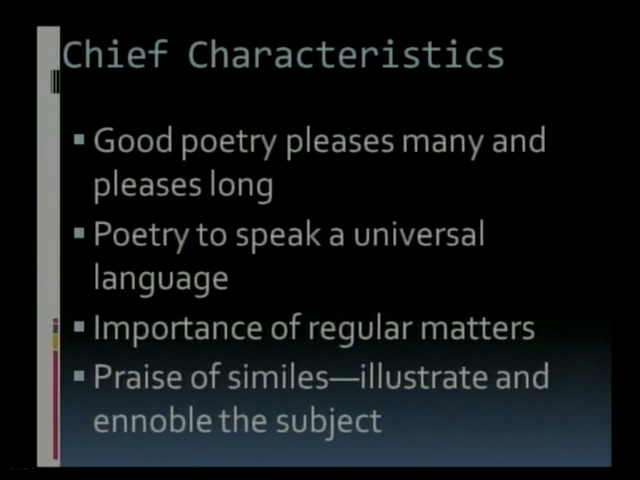 Chief Characteristics
Good poetry pleases many and
pleases long
Poetry to speak a universal
language
Importance of regular matters
Praise of similes—illustrate and
ennoble the subject